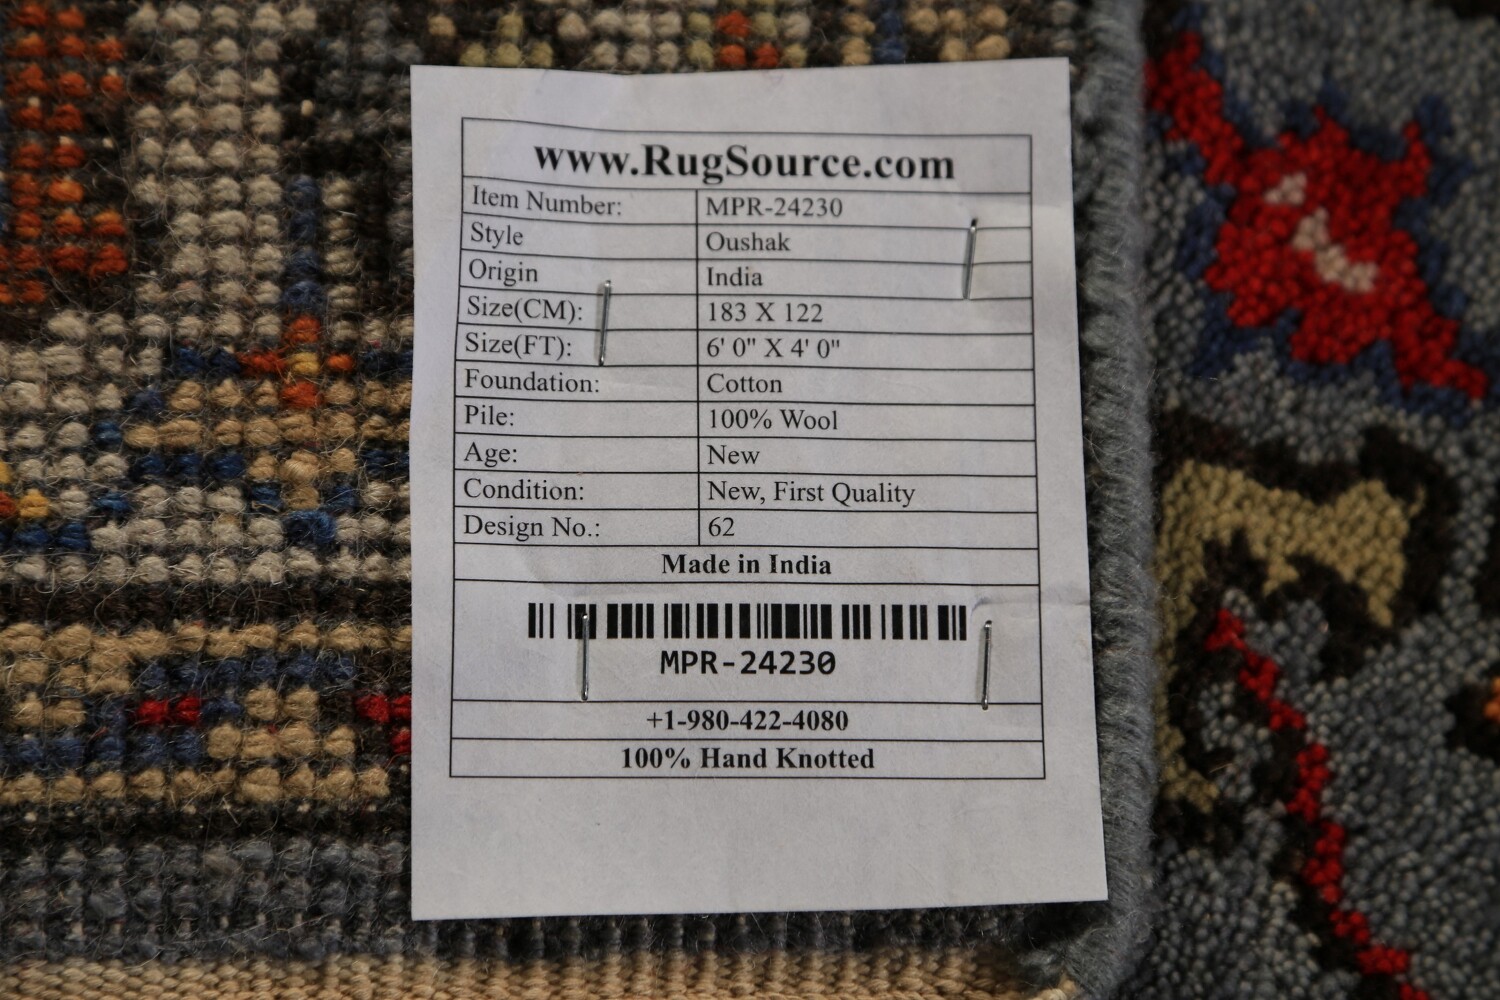 www.RugSource.com
Item Number: MPR-24230
Style Oushak
Origin India
Size(CM): 183 X 122
Size(FT): 6' 0" X 4' 0"
Foundation: Cotton
Pile: 100% Wool
Age: New
Condition: New, First Quality
Design No.: 62
Made in India
MPR-24230
+1-980-422-4080
100% Hand Knotted